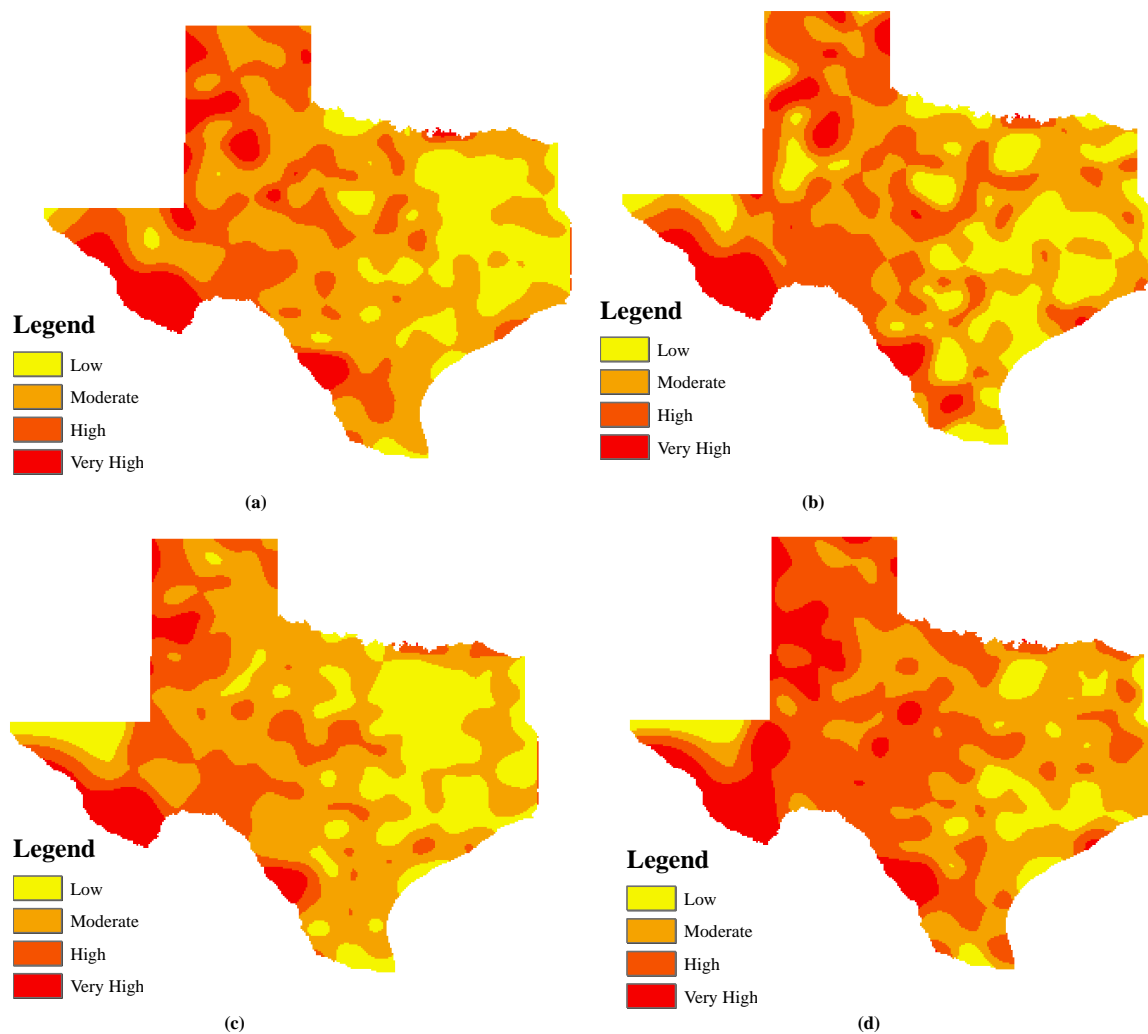 Legend
Low
Moderate
High
Very High
(a)
Legend
Low
Moderate
High
Very High
(b)
Legend
Low
Moderate
High
Very High
(c)
Legend
Low
Moderate
High
Very High
(d)